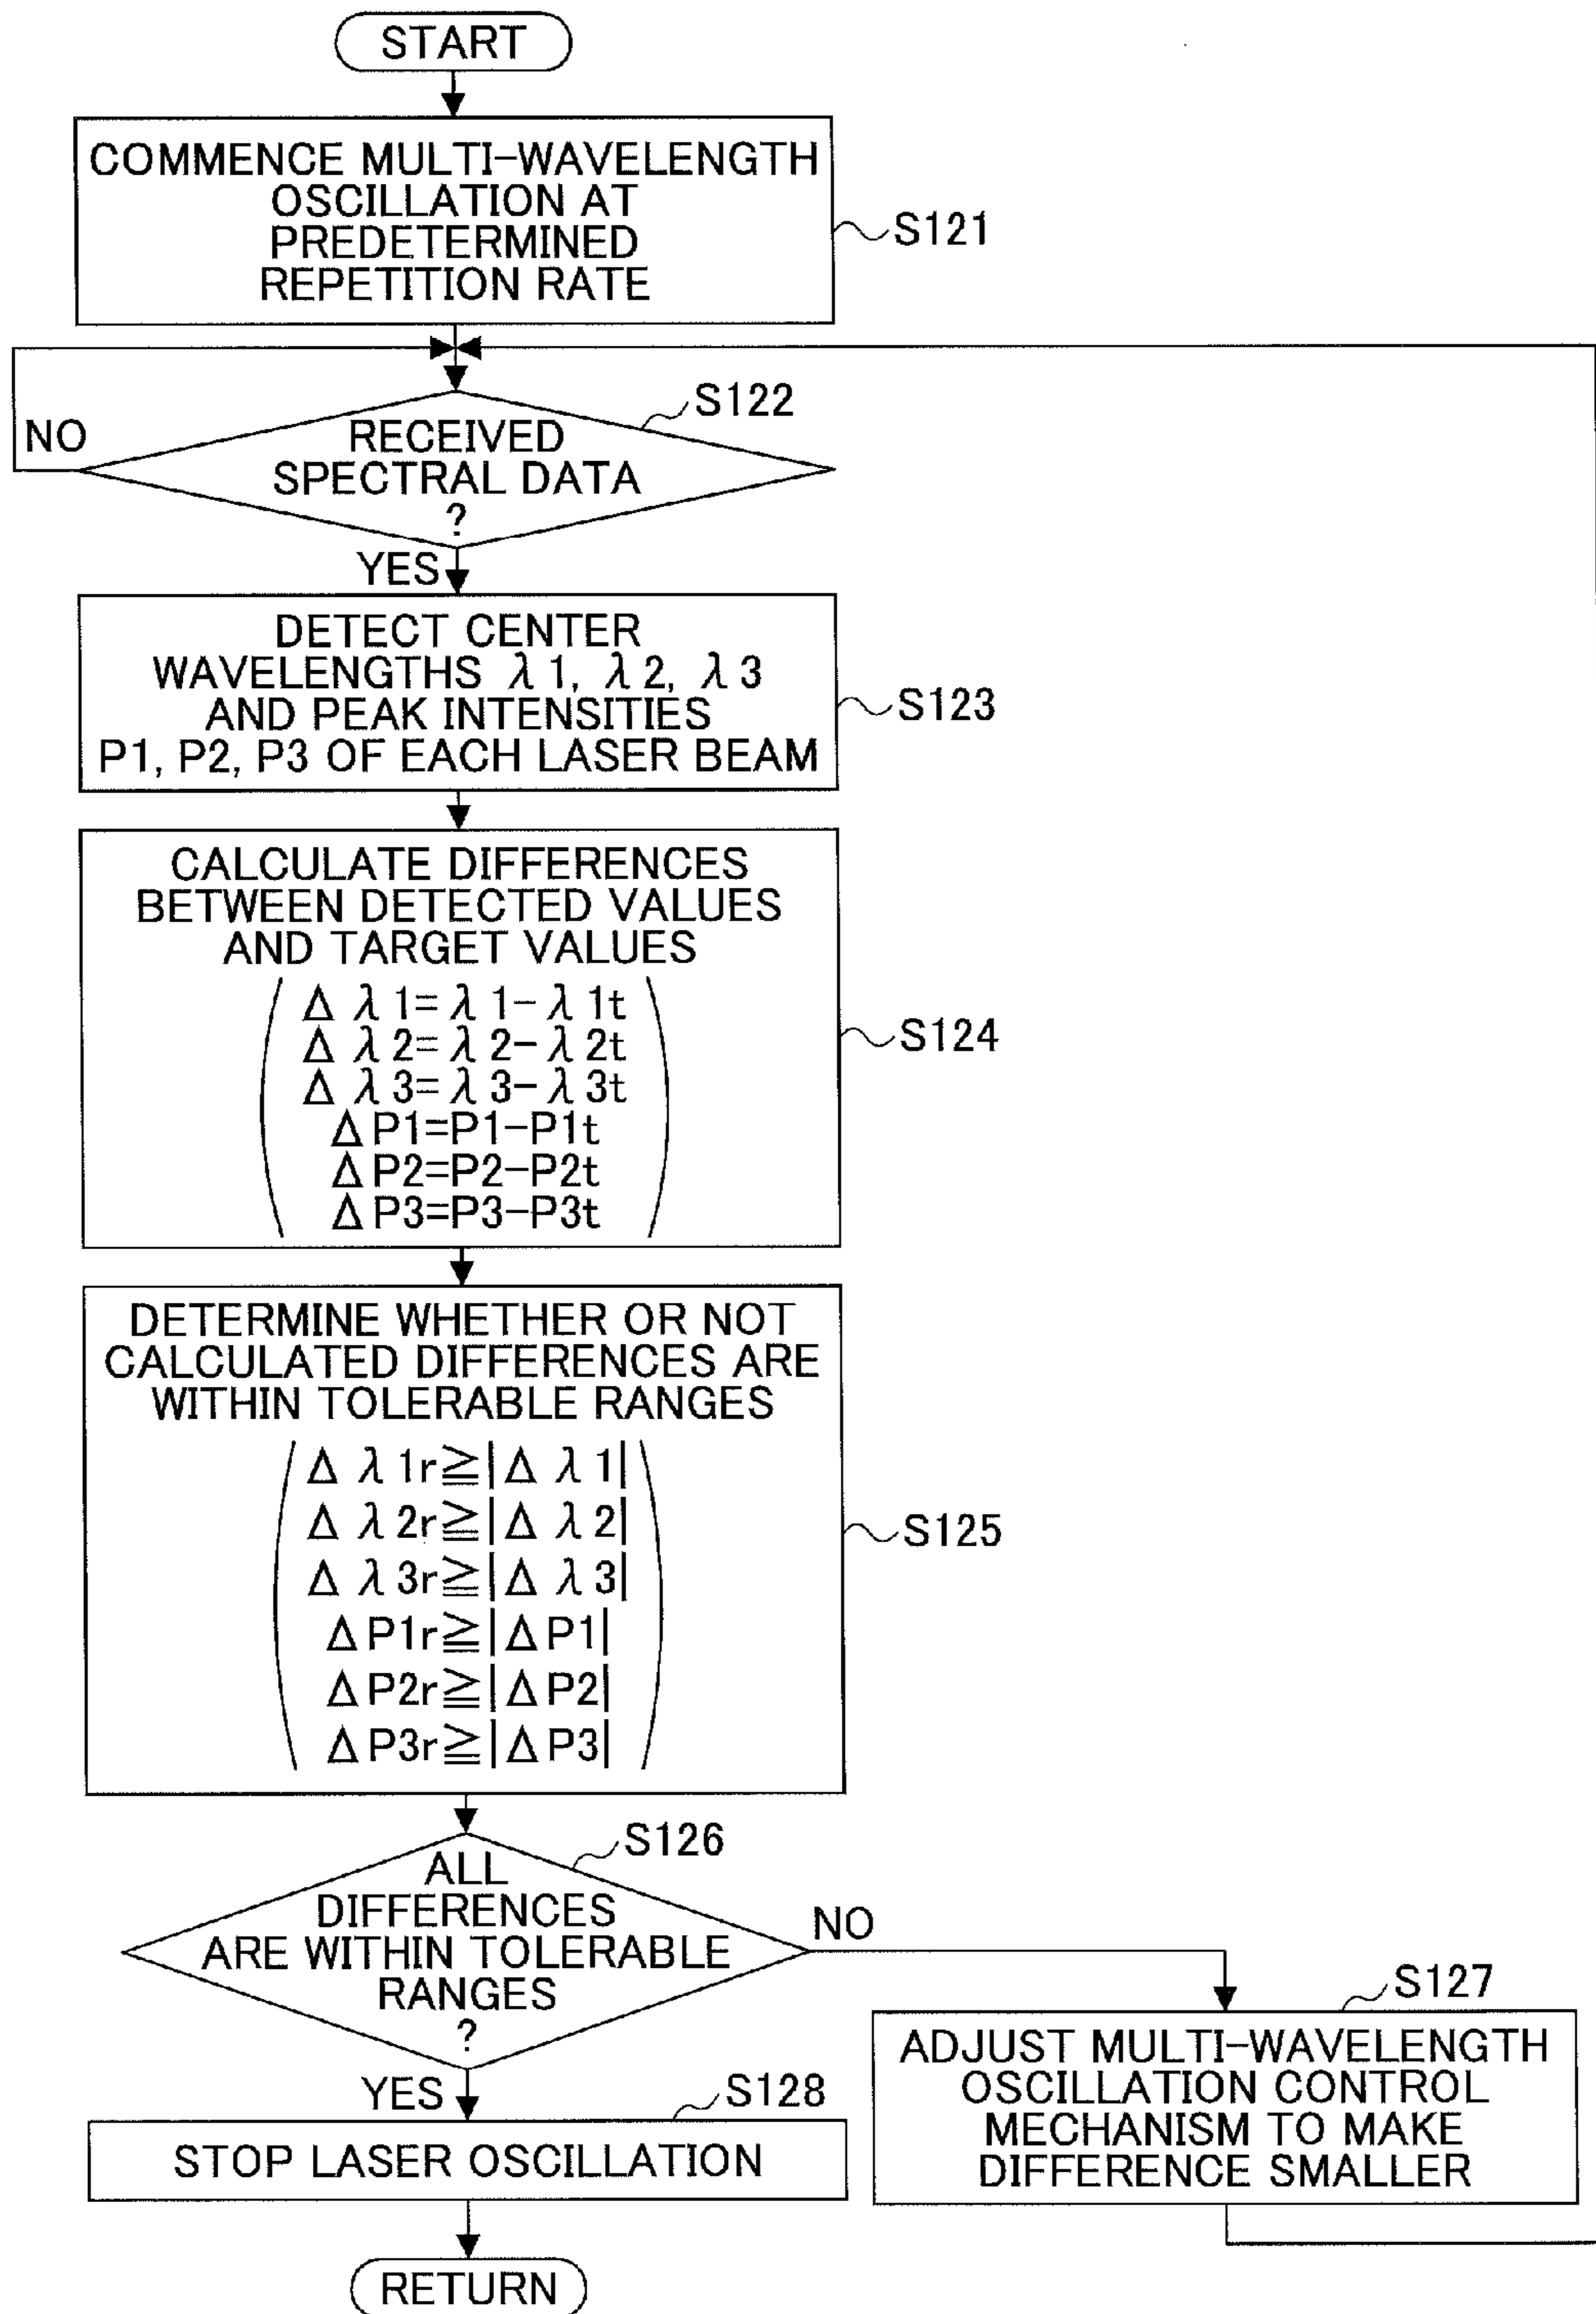 START
COMMENCE MULTI-WAVELENGTH
OSCILLATION AT
PREDETERMINED
REPETITION RATE
S121
S122
NO
RECEIVED
SPECTRAL DATA
?
YES
DETECT CENTER
WAVELENGTHS λ1, λ2, λ3
AND PEAK INTENSITIES
P1, P2, P3 OF EACH LASER BEAM
S123
CALCULATE DIFFERENCES
BETWEEN DETECTED VALUES
AND TARGET VALUES
Δλ1=λ1-λ1t
Δλ2=λ2-λ2t
Δλ3=λ3-λ3t
ΔP1=P1-P1t
ΔP2=P2-P2t
ΔP3=P3-P3t
S124
DETERMINE WHETHER OR NOT
CALCULATED DIFFERENCES ARE
WITHIN TOLERABLE RANGES
Δλ1r≧|Δλ1|
Δλ2r≧|Δλ2|
Δλ3r≧|Δλ3|
ΔP1r≧|ΔP1|
ΔP2r≧|ΔP2|
ΔP3r≧|ΔP3|
S125
S126
ALL
DIFFERENCES
ARE WITHIN TOLERABLE
RANGES
?
NO
YES
S127
ADJUST MULTI-WAVELENGTH
OSCILLATION CONTROL
MECHANISM TO MAKE
DIFFERENCE SMALLER
S128
STOP LASER OSCILLATION
RETURN